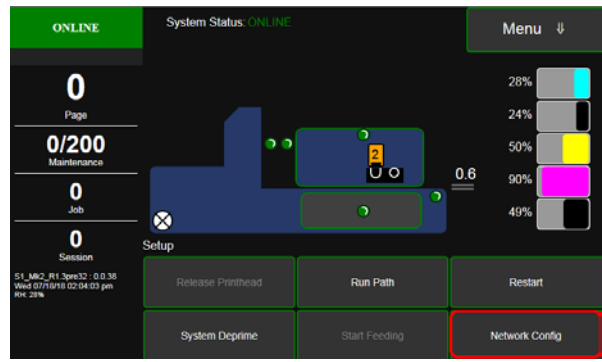 ONLINE
System Status: ONLINE
Menu ⇓
0
Page
0/200
Maintenance
0
Job
0
Session
S1_Mk2_R1.3pre32 : 0.0.38
Wed 07/18/18 02:04:03 pm
RH: 28%
2
0.6
28%
24%
50%
90%
49%
Setup
Release Printhead
Run Path
Restart
System Deprime
Start Feeding
Network Config